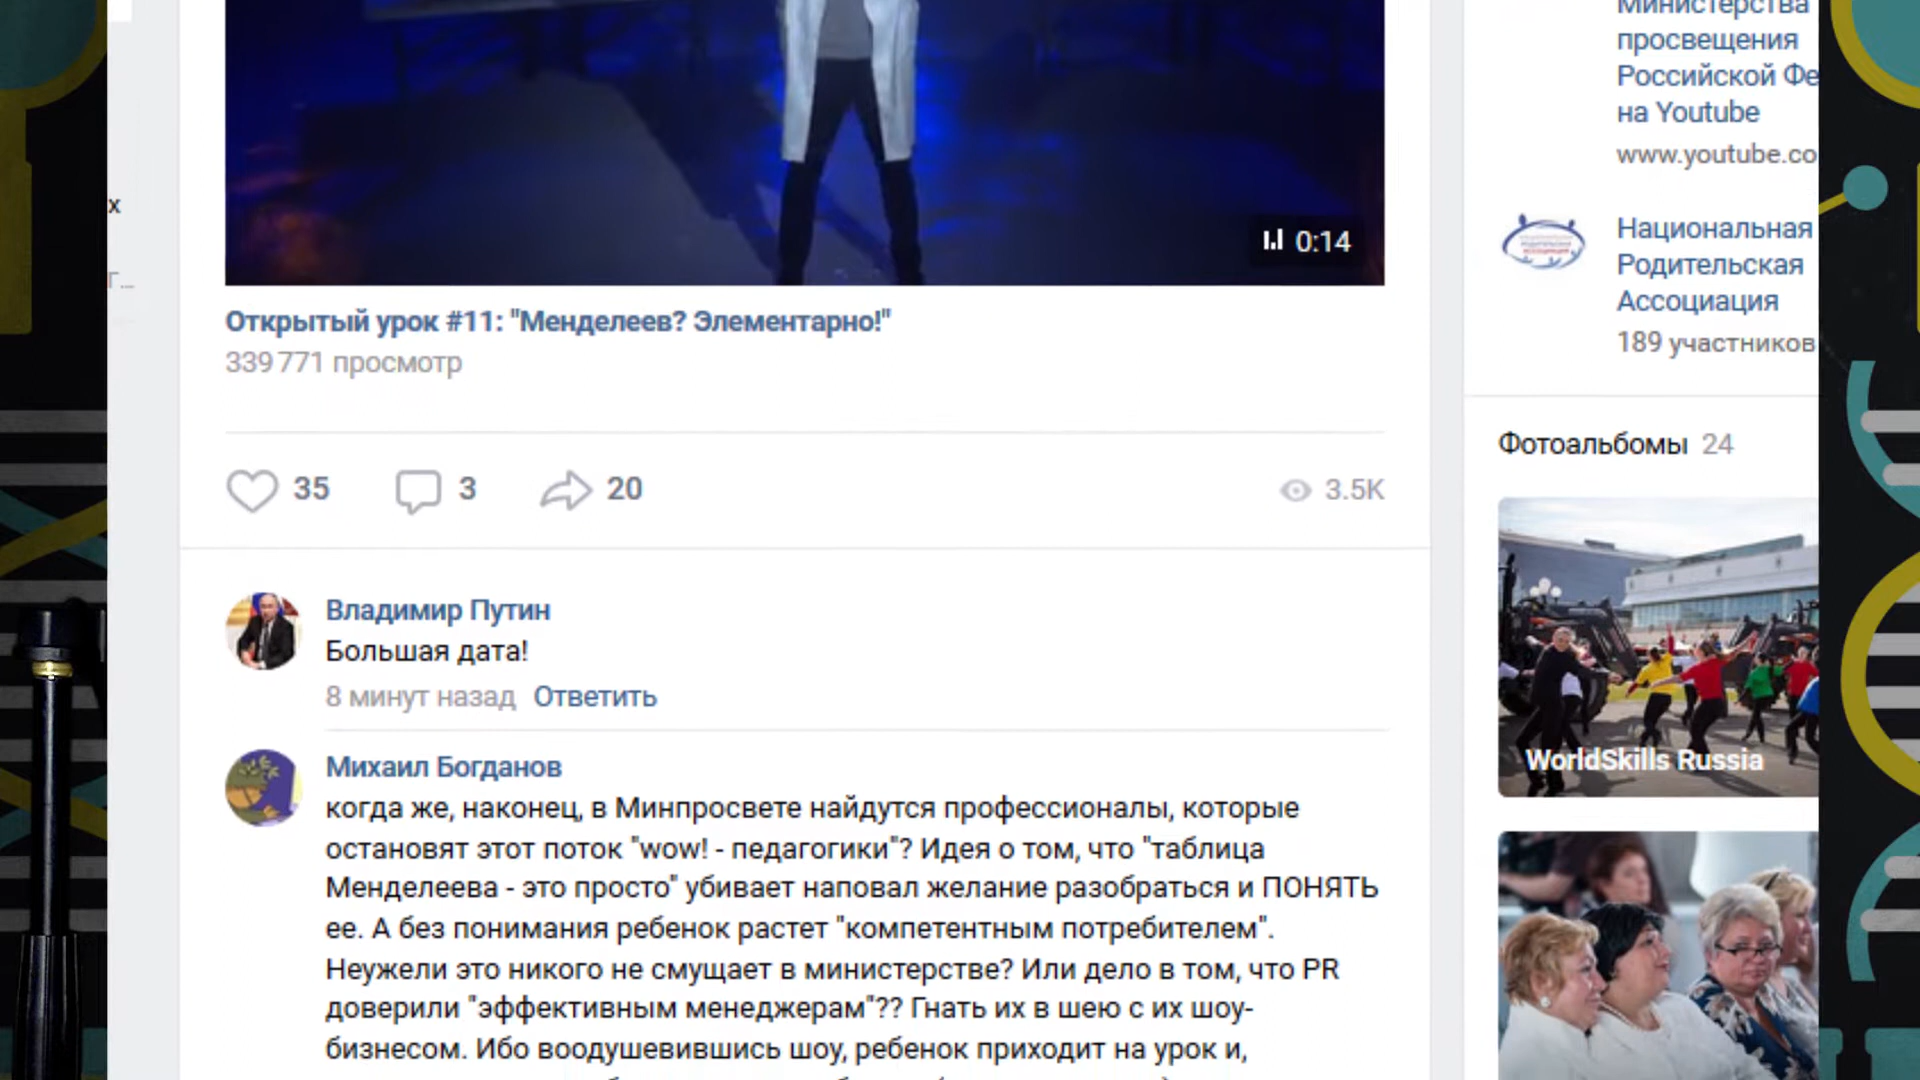 0:14
Открытый урок #11: "Менделеев? Элементарно!"
339 771 просмотр
35
3
20
3.5K
Владимир Путин
Большая дата!
8 минут назад Ответить
Михаил Богданов
когда же, наконец, в Минпросвете найдутся профессионалы, которые
остановят этот поток "wow! - педагогики"? Идея о том, что "таблица
Менделеева - это просто" убивает наповал желание разобраться и ПОНЯТЬ
ее. А без понимания ребенок растет "компетентным потребителем".
Неужели это никого не смущает в министерстве? Или дело в том, что PR
доверили "эффективным менеджерам"?? Гнать их в шею с их шоу-
бизнесом. Ибо воодушевившись шоу, ребенок приходит на урок и,
Министерства
просвещения
Российской Фе
на Youtube
www.youtube.co
Национальная
Родительская
Ассоциация
189 участников
Фотоальбомы 24
WorldSkills Russia
х
г...